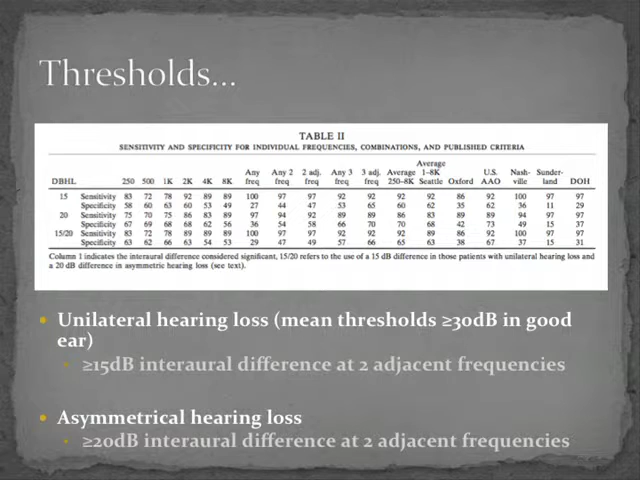 Thresholds...
TABLE II
SENSITIVITY AND SPECIFICITY FOR INDIVIDUAL FREQUENCIES, COMBINATIONS, AND PUBLISHED CRITERIA
DBHL 250 500 1K 2K 4K 8K Any freq Any 2 freq 2 adj. freq Any 3 freq 3 adj. freq Average 250–8K Average 1–8K Seattle Oxford U.S. AAO Nash-ville Sunder-land DOH
15 Sensitivity 83 72 78 92 89 89 100 97 97 92 92 92 92 86 92 100 97 97
Specificity 58 60 63 60 53 49 27 44 47 53 65 60 62 35 62 36 11 29
20 Sensitivity 75 70 75 86 83 89 97 94 92 89 89 86 83 89 89 94 97 97
Specificity 67 69 68 68 62 56 36 54 58 66 70 70 68 42 73 49 15 37
15/20 Sensitivity 83 72 78 89 89 89 100 97 97 92 92 92 89 86 92 100 97 97
Specificity 63 62 66 63 54 53 29 47 49 57 66 65 63 38 67 37 15 31
Column 1 indicates the interaural difference considered significant, 15/20 refers to the use of a 15 dB difference in those patients with unilateral hearing loss and
a 20 dB difference in asymmetric hearing loss (see text).
• Unilateral hearing loss (mean thresholds ≥30dB in good
ear)
• ≥15dB interaural difference at 2 adjacent frequencies
• Asymmetrical hearing loss
• ≥20dB interaural difference at 2 adjacent frequencies